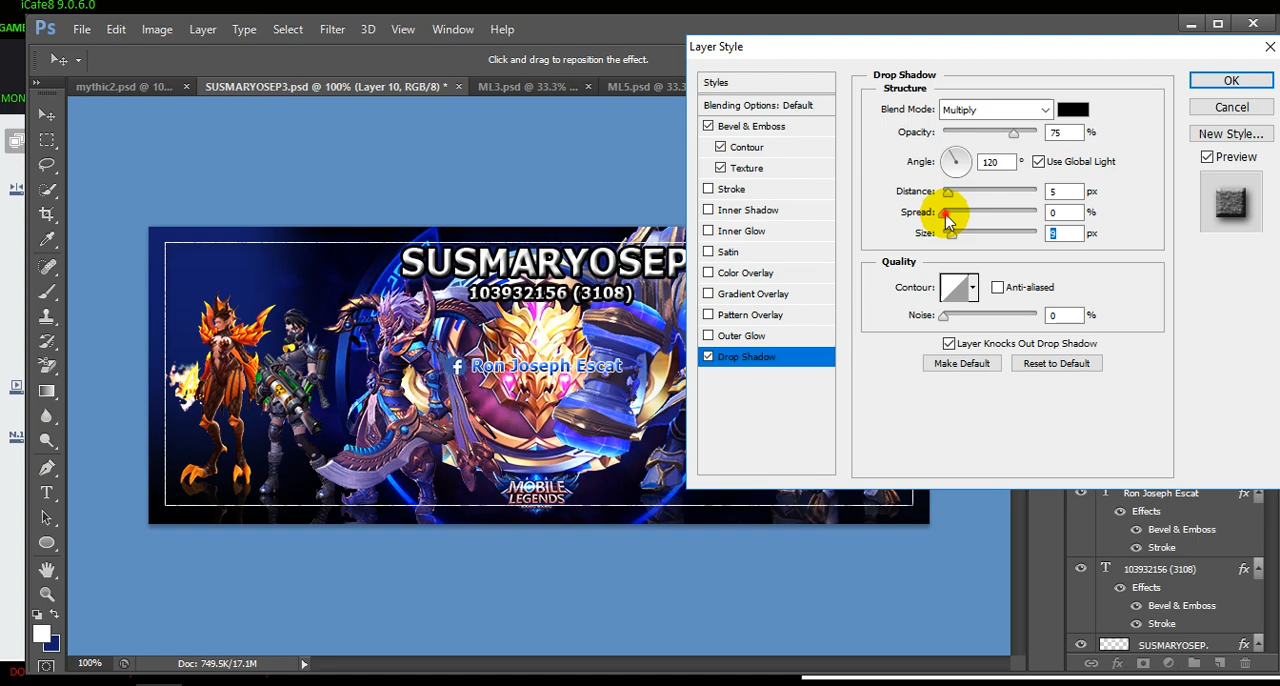 iCafe8 9.0.6.0
GAME
MON
Ps File Edit Image Layer Type Select Filter 3D View Window Help
Click and drag to reposition the effect.
mythic2.psd @ 10... × SUSMARYOSEP3.psd @ 100% (Layer 10, RGB/8) * × ML3.psd @ 33.3% ... × ML5.psd @ 33.3
Layer Style
Styles
Blending Options: Default
Bevel & Emboss
Contour
Texture
Stroke
Inner Shadow
Inner Glow
Satin
Color Overlay
Gradient Overlay
Pattern Overlay
Outer Glow
Drop Shadow
Drop Shadow
Structure
Blend Mode: Multiply
Opacity: 75 %
Angle: 120 ° Use Global Light
Distance: 5 px
Spread: 0 %
Size: 9 px
Quality
Contour: Anti-aliased
Noise: 0 %
Layer Knocks Out Drop Shadow
Make Default Reset to Default
OK
Cancel
New Style...
Preview
SUSMARYOSEP
103932156 (3108)
f Ron Joseph Escat
MOBILE
LEGENDS
N.1
T Ron Joseph Escat fx
Effects
Bevel & Emboss
Stroke
T 103932156 (3108) fx
Effects
Bevel & Emboss
Stroke
SUSMARYOSEP. fx
fx
100% Doc: 749.5K/17.1M
DO